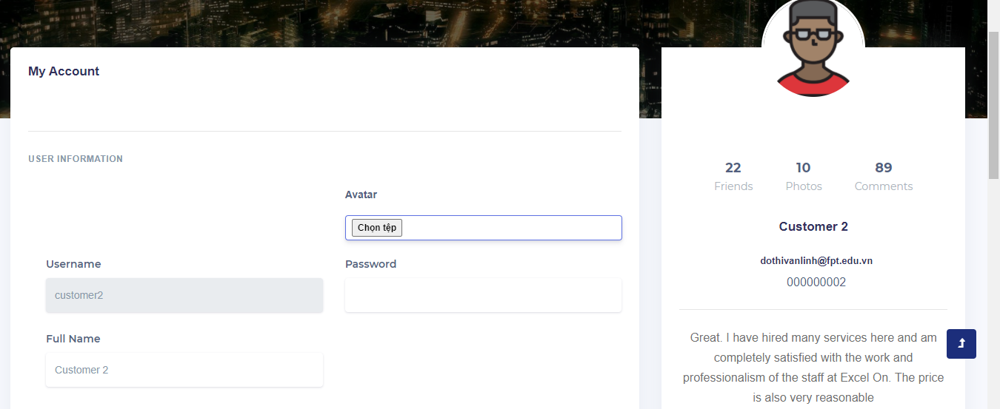 My Account
USER INFORMATION
Avatar
Chọn tệp
Username
Password
customer2
Full Name
Customer 2
22
10
89
Friends
Photos
Comments
Customer 2
dothivanlinh@fpt.edu.vn
000000002
Great. I have hired many services here and am
completely satisfied with the work and
professionalism of the staff at Excel On. The price
is also very reasonable